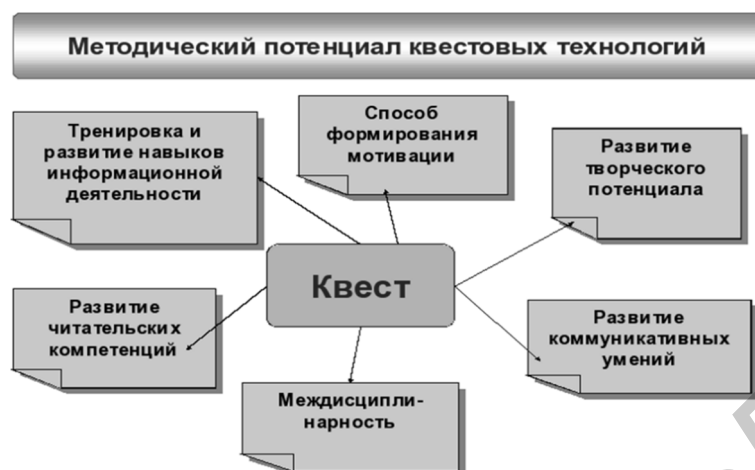 Методический потенциал квестовых технологий
Тренировка и
развитие навыков
информационной
деятельности
Способ
формирования
мотивации
Развитие
творческого
потенциала
Квест
Развитие
читательских
компетенций
Развитие
коммуникативных
умений
Междисципли-
нарность